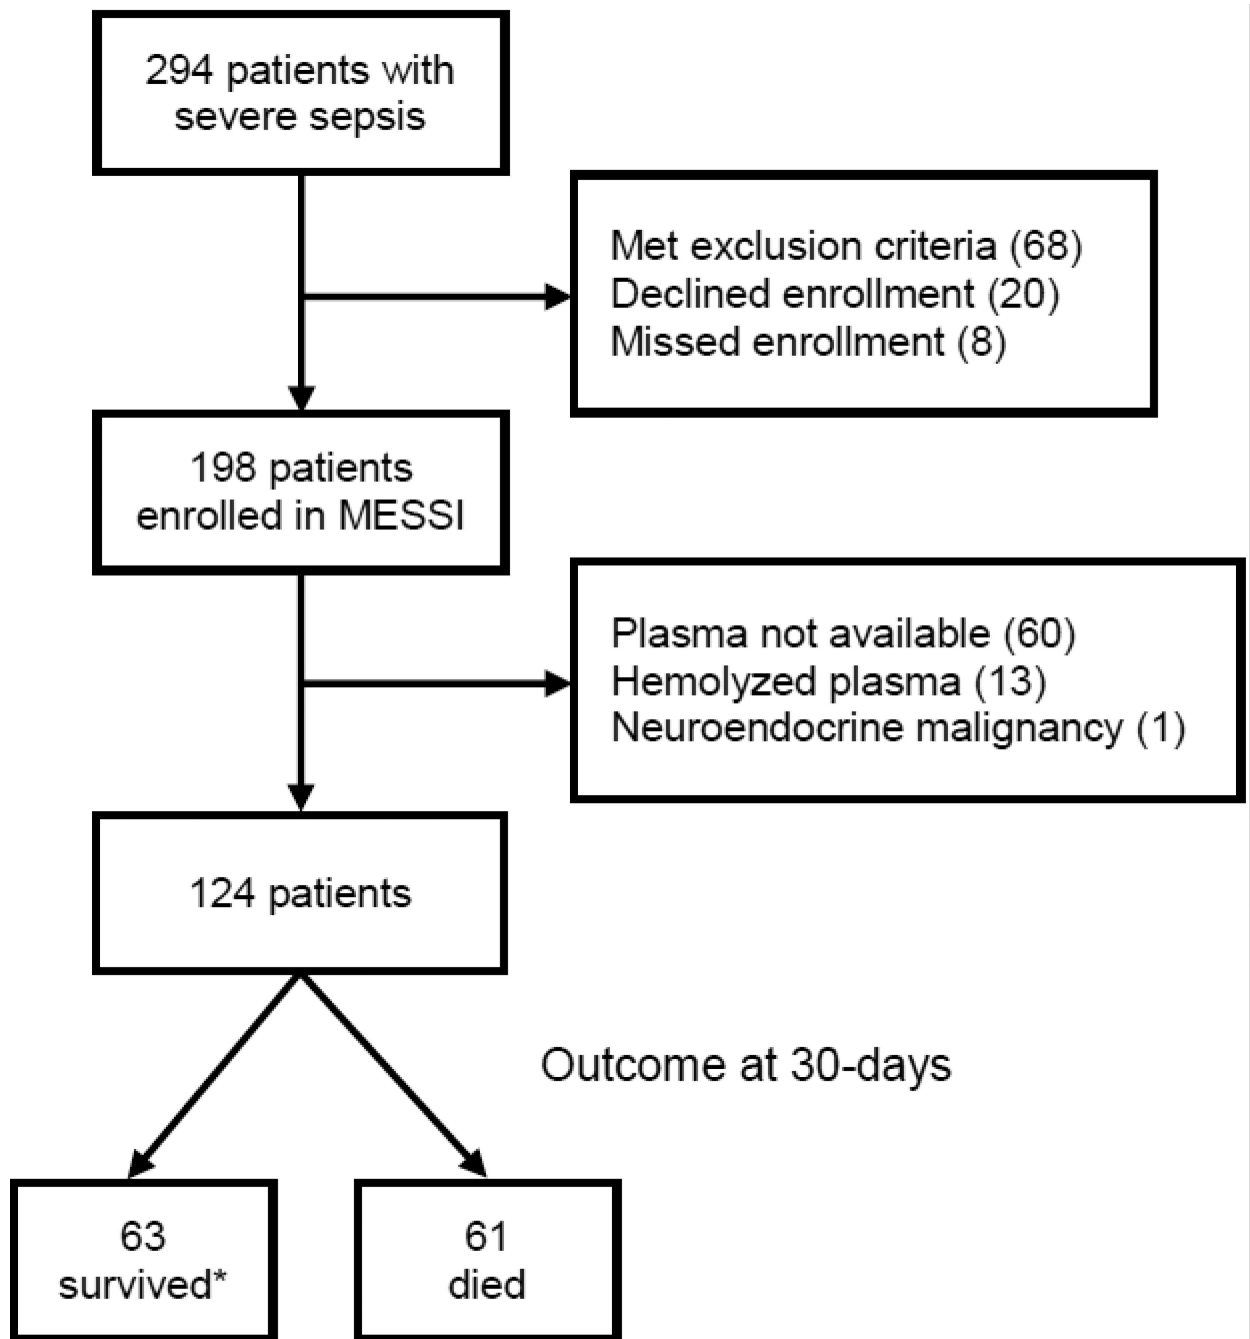 294 patients with
severe sepsis
Met exclusion criteria (68)
Declined enrollment (20)
Missed enrollment (8)
198 patients
enrolled in MESSI
Plasma not available (60)
Hemolyzed plasma (13)
Neuroendocrine malignancy (1)
124 patients
Outcome at 30-days
63
survived*
61
died